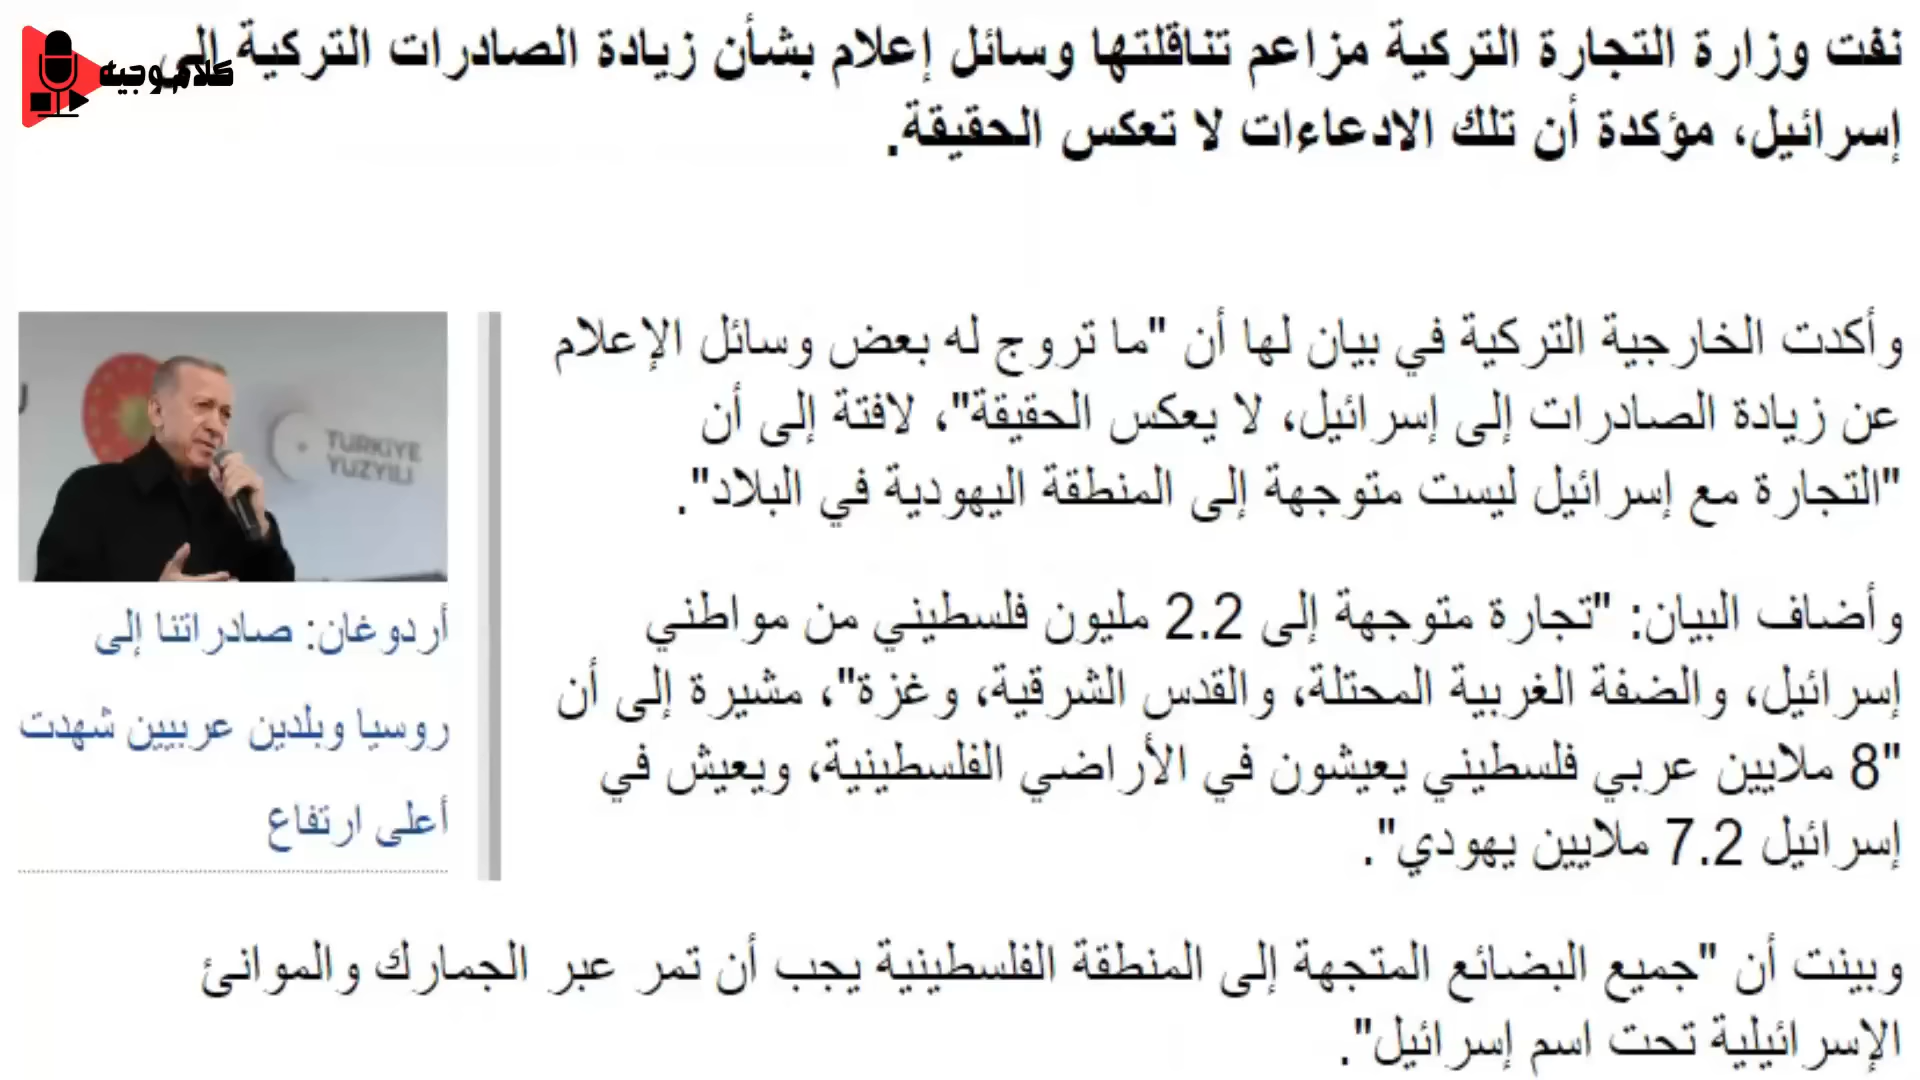 نفت وزارة التجارة التركية مزاعم تناقلتها وسائل إعلام بشأن زيادة الصادرات التركية إلى
إسرائيل، مؤكدة أن تلك الادعاءات لا تعكس الحقيقة.
كلام وجيه
وأكدت الخارجية التركية في بيان لها أن "ما تروج له بعض وسائل الإعلام
عن زيادة الصادرات إلى إسرائيل، لا يعكس الحقيقة"، لافتة إلى أن
"التجارة مع إسرائيل ليست متوجهة إلى المنطقة اليهودية في البلاد".
وأضاف البيان: "تجارة متوجهة إلى 2.2 مليون فلسطيني من مواطني
إسرائيل، والضفة الغربية المحتلة، والقدس الشرقية، وغزة"، مشيرة إلى أن
"8 ملايين عربي فلسطيني يعيشون في الأراضي الفلسطينية، ويعيش في
إسرائيل 7.2 ملايين يهودي".
TÜRKİYE
YÜZYILI
أردوغان: صادراتنا إلى
روسيا وبلدين عربيين شهدت
أعلى ارتفاع
وبينت أن "جميع البضائع المتجهة إلى المنطقة الفلسطينية يجب أن تمر عبر الجمارك والموانئ
الإسرائيلية تحت اسم إسرائيل".